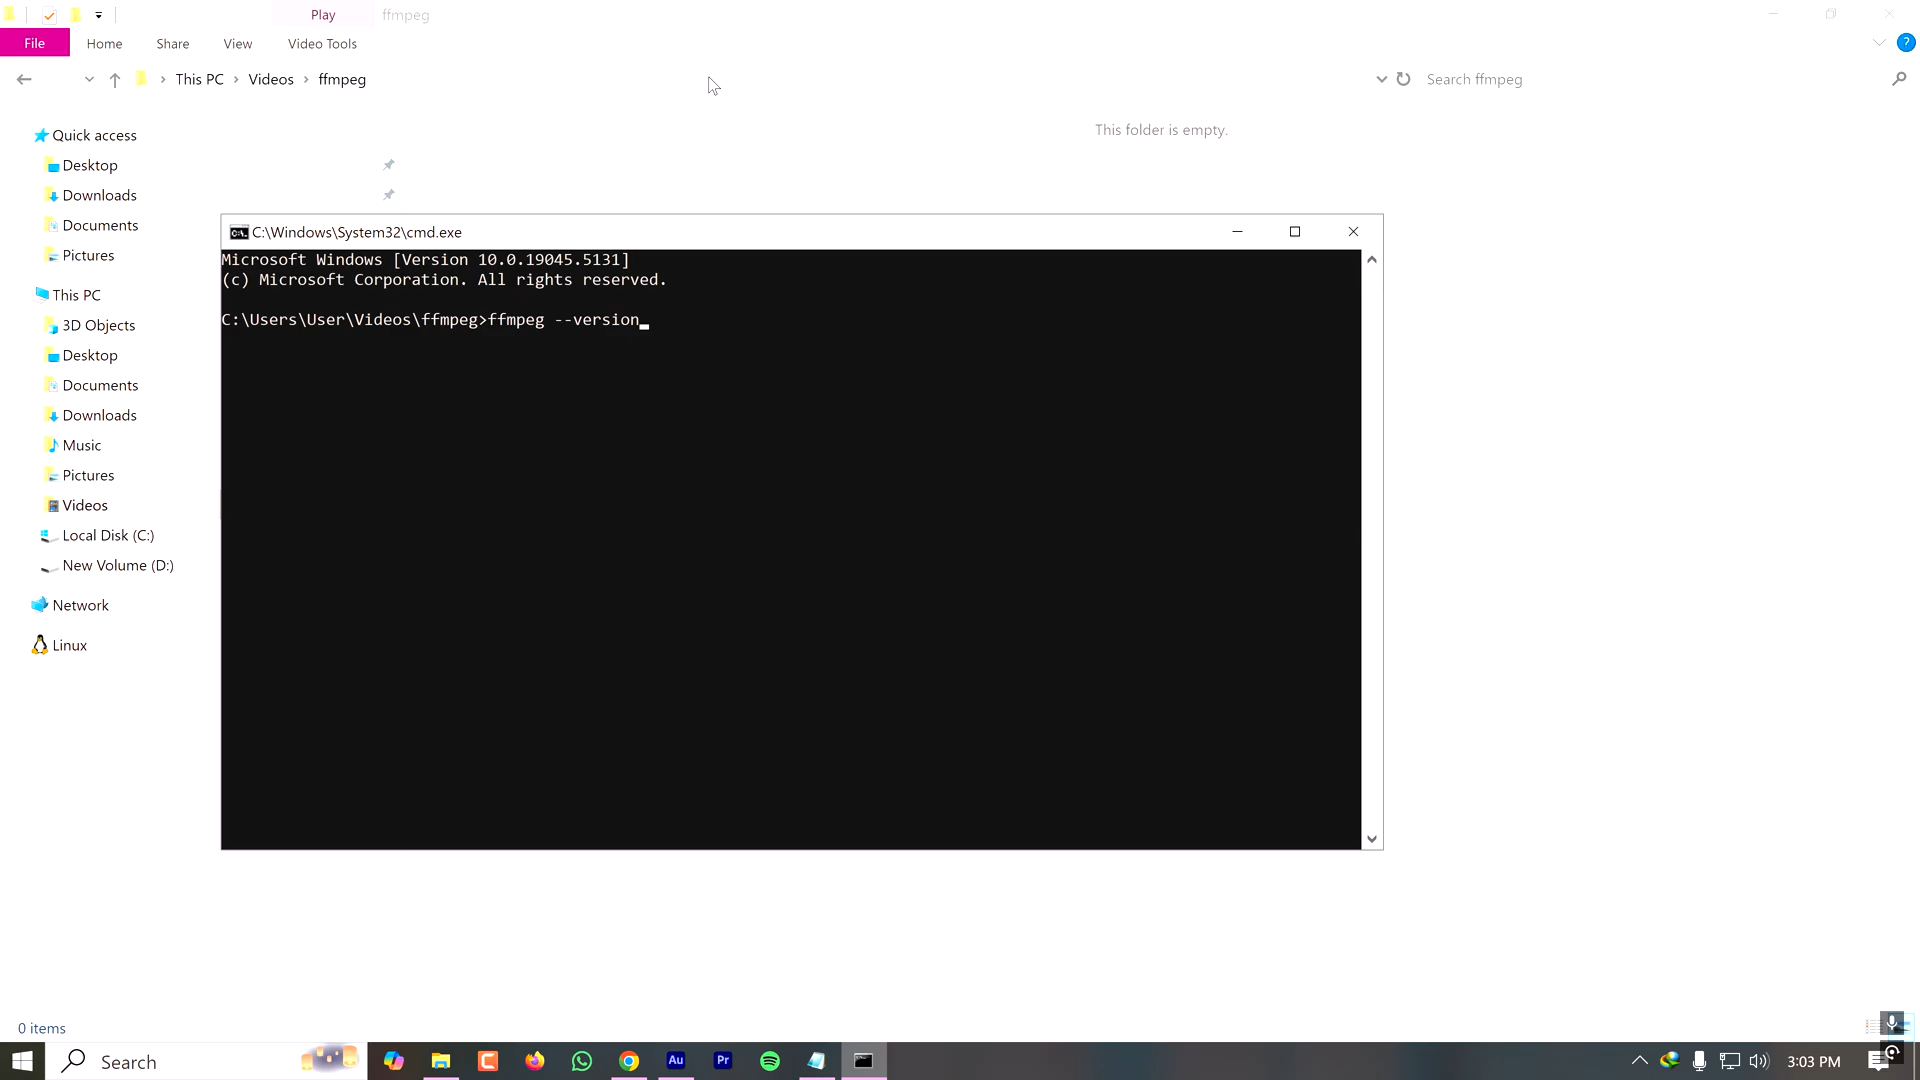 Play
ffmpeg
File
Home
Share
View
Video Tools
This PC
Videos
ffmpeg
Search ffmpeg
This folder is empty.
Quick access
Desktop
Downloads
Documents
Pictures
This PC
3D Objects
Desktop
Documents
Downloads
Music
Pictures
Videos
Local Disk (C:)
New Volume (D:)
Network
Linux
C:\Windows\System32\cmd.exe
Microsoft Windows [Version 10.0.19045.5131]
(c) Microsoft Corporation. All rights reserved.
C:\Users\User\Videos\ffmpeg>ffmpeg --version
0 items
Search
Au
Pr
3:03 PM